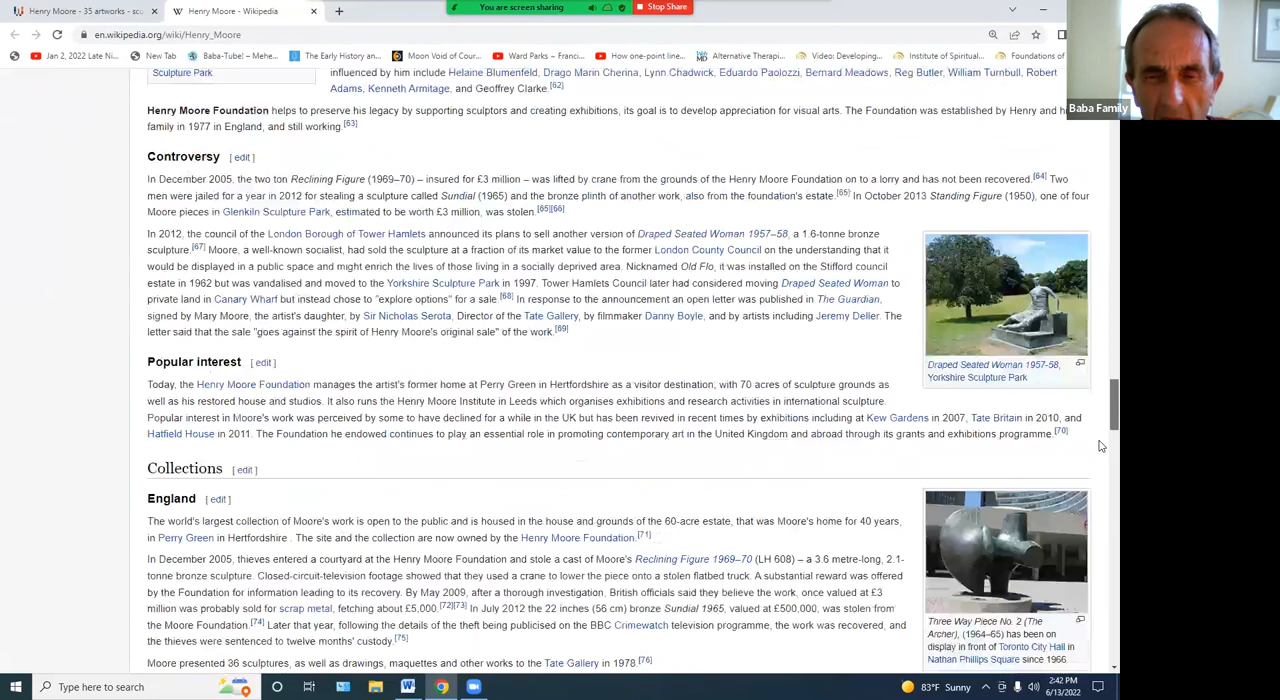 Henry Moore - 35 artworks - scu
Henry Moore - Wikipedia
You are screen sharing
Stop Share
en.wikipedia.org/wiki/Henry_Moore
Jan 2, 2022 Late Ni...
New Tab
Baba-Tube! – Mehe...
The Early History an...
Moon Void of Cour...
Ward Parks – Franci...
How one-point line...
Alternative Therapi...
Video: Developing...
Institute of Spiritual...
Foundations of
Baba Family
Sculpture Park
influenced by him include Helaine Blumenfeld, Drago Marin Cherina, Lynn Chadwick, Eduardo Paolozzi, Bernard Meadows, Reg Butler, William Turnbull, Robert
Adams, Kenneth Armitage, and Geoffrey Clarke.[62]
Henry Moore Foundation helps to preserve his legacy by supporting sculptors and creating exhibitions, its goal is to develop appreciation for visual arts. The Foundation was established by Henry and h
family in 1977 in England, and still working.[63]
Controversy [edit]
In December 2005, the two ton Reclining Figure (1969–70) – insured for £3 million – was lifted by crane from the grounds of the Henry Moore Foundation on to a lorry and has not been recovered.[64] Two
men were jailed for a year in 2012 for stealing a sculpture called Sundial (1965) and the bronze plinth of another work, also from the foundation's estate.[65] In October 2013 Standing Figure (1950), one of four
Moore pieces in Glenkiln Sculpture Park, estimated to be worth £3 million, was stolen.[65][66]
In 2012, the council of the London Borough of Tower Hamlets announced its plans to sell another version of Draped Seated Woman 1957–58, a 1.6-tonne bronze
sculpture.[67] Moore, a well-known socialist, had sold the sculpture at a fraction of its market value to the former London County Council on the understanding that it
would be displayed in a public space and might enrich the lives of those living in a socially deprived area. Nicknamed Old Flo, it was installed on the Stifford council
estate in 1962 but was vandalised and moved to the Yorkshire Sculpture Park in 1997. Tower Hamlets Council later had considered moving Draped Seated Woman to
private land in Canary Wharf but instead chose to "explore options" for a sale.[68] In response to the announcement an open letter was published in The Guardian,
signed by Mary Moore, the artist's daughter, by Sir Nicholas Serota, Director of the Tate Gallery, by filmmaker Danny Boyle, and by artists including Jeremy Deller. The
letter said that the sale "goes against the spirit of Henry Moore's original sale" of the work.[69]
Draped Seated Woman 1957-58,
Yorkshire Sculpture Park
Popular interest [edit]
Today, the Henry Moore Foundation manages the artist's former home at Perry Green in Hertfordshire as a visitor destination, with 70 acres of sculpture grounds as
well as his restored house and studios. It also runs the Henry Moore Institute in Leeds which organises exhibitions and research activities in international sculpture.
Popular interest in Moore's work was perceived by some to have declined for a while in the UK but has been revived in recent times by exhibitions including at Kew Gardens in 2007, Tate Britain in 2010, and
Hatfield House in 2011. The Foundation he endowed continues to play an essential role in promoting contemporary art in the United Kingdom and abroad through its grants and exhibitions programme.[70]
Collections [edit]
England [edit]
The world's largest collection of Moore's work is open to the public and is housed in the house and grounds of the 60-acre estate, that was Moore's home for 40 years,
in Perry Green in Hertfordshire . The site and the collection are now owned by the Henry Moore Foundation.[71]
In December 2005, thieves entered a courtyard at the Henry Moore Foundation and stole a cast of Moore's Reclining Figure 1969–70 (LH 608) – a 3.6 metre-long, 2.1-
tonne bronze sculpture. Closed-circuit-television footage showed that they used a crane to lower the piece onto a stolen flatbed truck. A substantial reward was offered
by the Foundation for information leading to its recovery. By May 2009, after a thorough investigation, British officials said they believe the work, once valued at £3
million was probably sold for scrap metal, fetching about £5,000.[72][73] In July 2012 the 22 inches (56 cm) bronze Sundial 1965, valued at £500,000, was stolen from
the Moore Foundation.[74] Later that year, following the details of the theft being publicised on the BBC Crimewatch television programme, the work was recovered, and
the thieves were sentenced to twelve months' custody.[75]
Moore presented 36 sculptures, as well as drawings, maquettes and other works to the Tate Gallery in 1978.[76]
Three Way Piece No. 2 (The
Archer), (1964–65) has been on
display in front of Toronto City Hall in
Nathan Phillips Square since 1966.
Type here to search
83°F Sunny
2:42 PM
6/13/2022